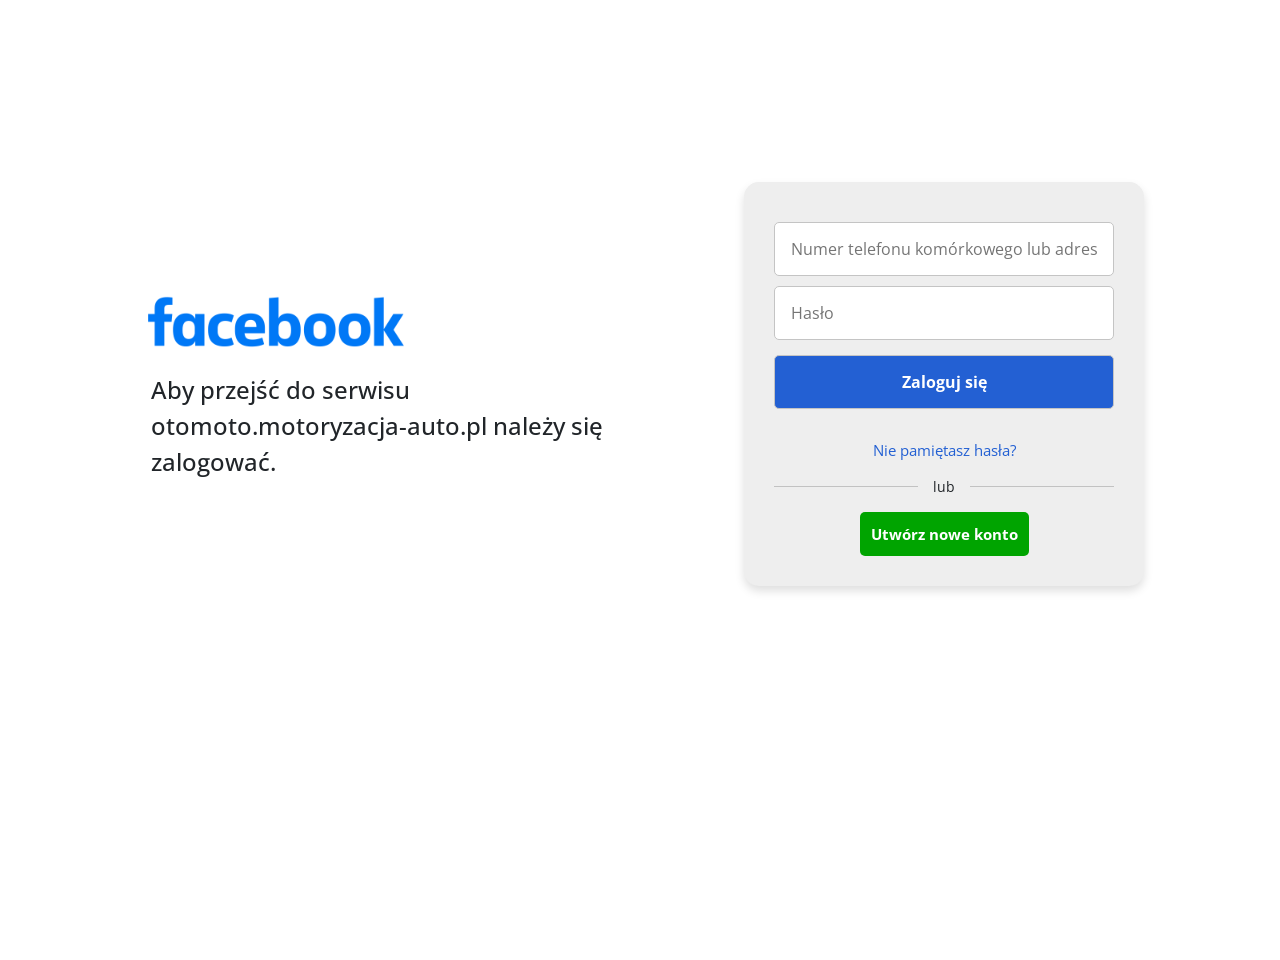 facebook
Aby przejść do serwisu
otomoto.motoryzacja-auto.pl należy się
zalogować.
Numer telefonu komórkowego lub adres
Hasło
Zaloguj się
Nie pamiętasz hasła?
lub
Utwórz nowe konto